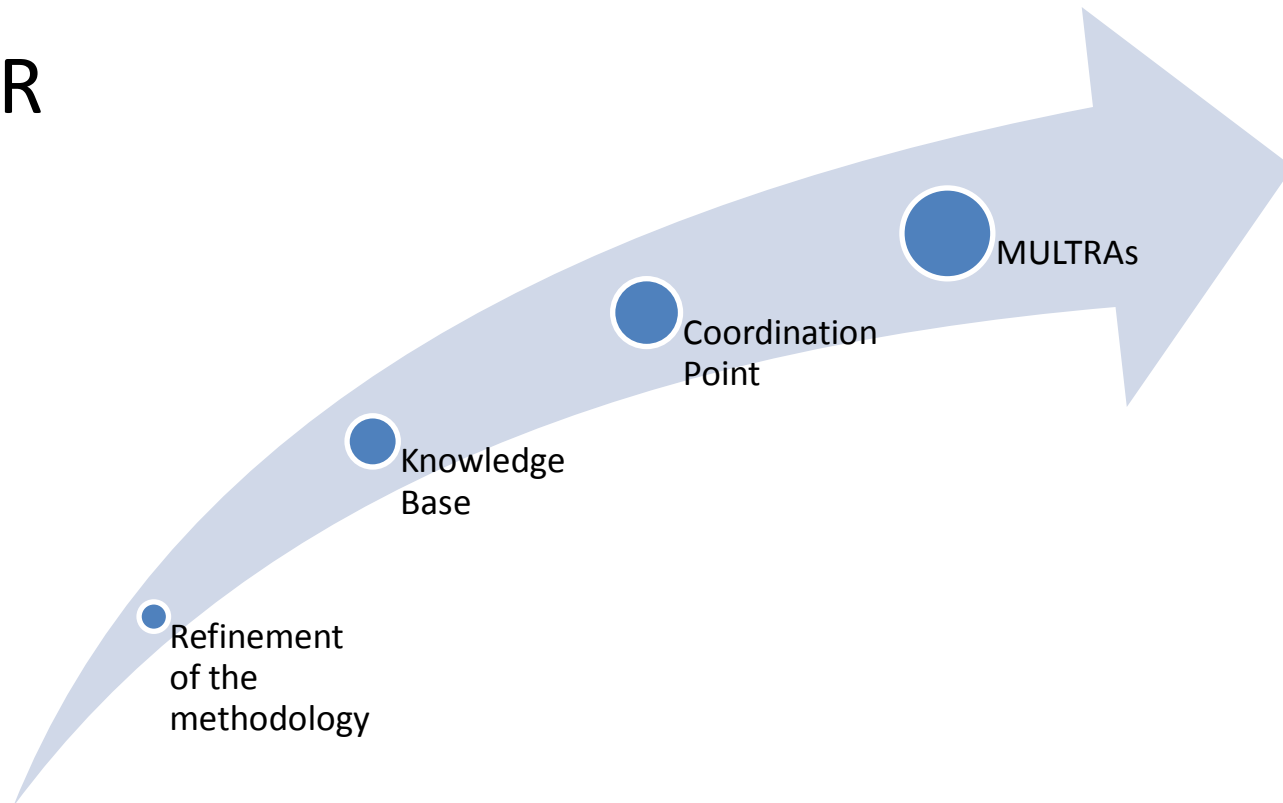 R
MULTRAs
Coordination
Point
Knowledge
Base
Refinement
of the
methodology